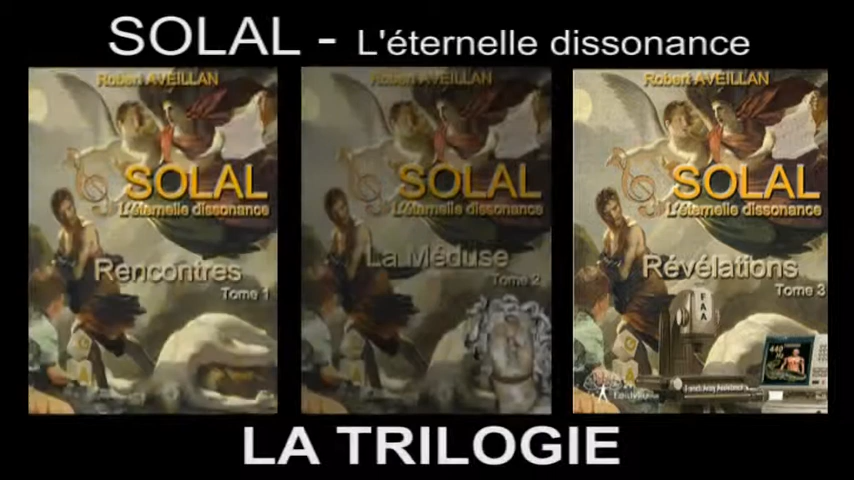 SOLAL - L'éternelle dissonance
Robert AVEILLAN
SOLAL
L'éternelle dissonance
Rencontres
Tome 1
Robert AVEILLAN
SOLAL
L'éternelle dissonance
La Méduse
Tome 2
Robert AVEILLAN
SOLAL
L'éternelle dissonance
Révélations
Tome 3
FAA
440
LA TRILOGIE